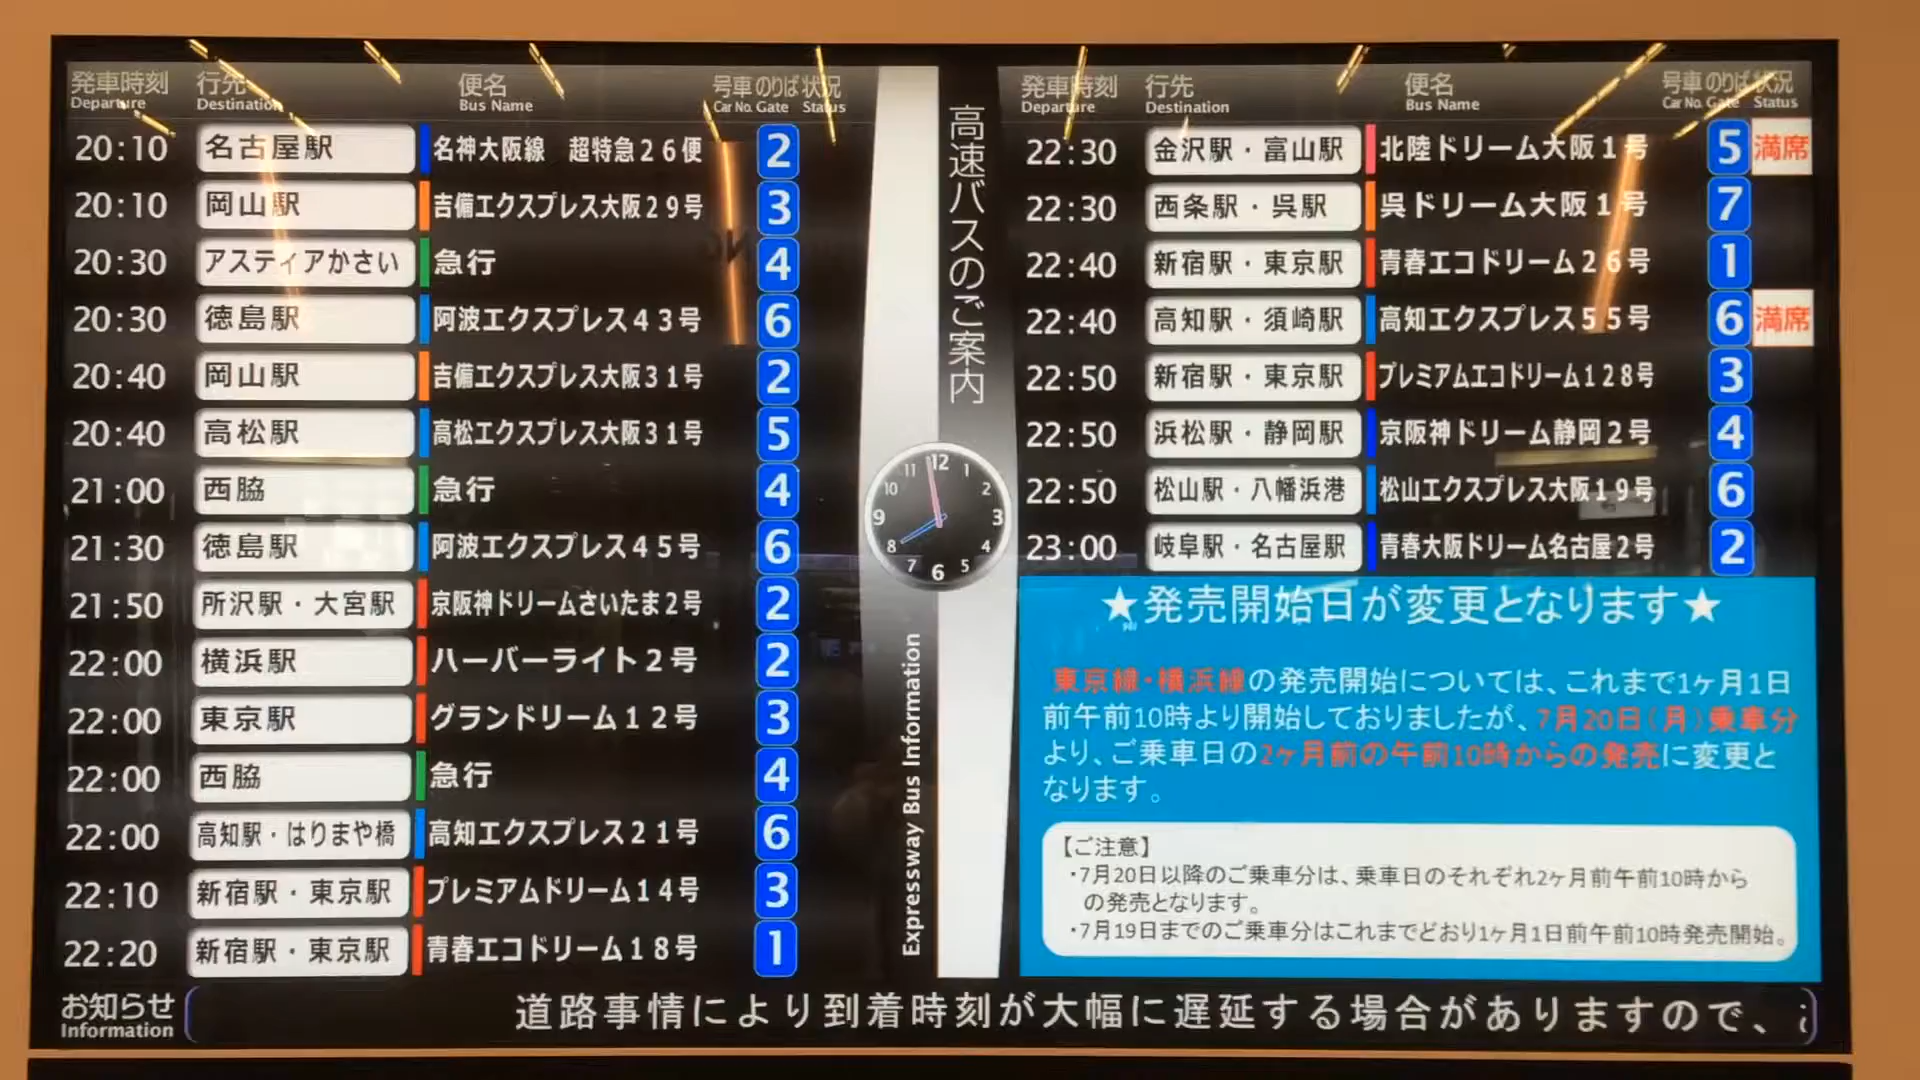 発車時刻 行先 便名 号車 のりば 状況
Departure Destination Bus Name Car No. Gate Status
20:10 名古屋駅 名神大阪線 超特急26便 2
20:10 岡山駅 吉備エクスプレス大阪29号 3
20:30 アスティアかさい 急行 4
20:30 徳島駅 阿波エクスプレス43号 6
20:40 岡山駅 吉備エクスプレス大阪31号 2
20:40 高松駅 高松エクスプレス大阪31号 5
21:00 西脇 急行 4
21:30 徳島駅 阿波エクスプレス45号 6
21:50 所沢駅・大宮駅 京阪神ドリームさいたま2号 2
22:00 横浜駅 ハーバーライト2号 2
22:00 東京駅 グランドリーム12号 3
22:00 西脇 急行 4
22:00 高知駅・はりまや橋 高知エクスプレス21号 6
22:10 新宿駅・東京駅 プレミアムドリーム14号 3
22:20 新宿駅・東京駅 青春エコドリーム18号 1
高速バスのご案内
12
1
2
3
4
5
6
7
8
9
10
11
Expressway Bus Information
発車時刻 行先 便名 号車 のりば 状況
Departure Destination Bus Name Car No. Gate Status
22:30 金沢駅・富山駅 北陸ドリーム大阪1号 5 満席
22:30 西条駅・呉駅 呉ドリーム大阪1号 7
22:40 新宿駅・東京駅 青春エコドリーム26号 1
22:40 高知駅・須崎駅 高知エクスプレス55号 6 満席
22:50 新宿駅・東京駅 プレミアムエコドリーム128号 3
22:50 浜松駅・静岡駅 京阪神ドリーム静岡2号 4
22:50 松山駅・八幡浜港 松山エクスプレス大阪19号 6
23:00 岐阜駅・名古屋駅 青春大阪ドリーム名古屋2号 2
★発売開始日が変更となります★
東京線・横浜線の発売開始については、これまで1ヶ月1日
前午前10時より開始しておりましたが、7月20日(月)乗車分
より、ご乗車日の2ヶ月前の午前10時からの発売に変更と
なります。
【ご注意】
・7月20日以降のご乗車分は、乗車日のそれぞれ2ヶ月前午前10時から
の発売となります。
・7月19日までのご乗車分はこれまでどおり1ヶ月1日前午前10時発売開始。
お知らせ
Information
道路事情により到着時刻が大幅に遅延する場合がありますので、